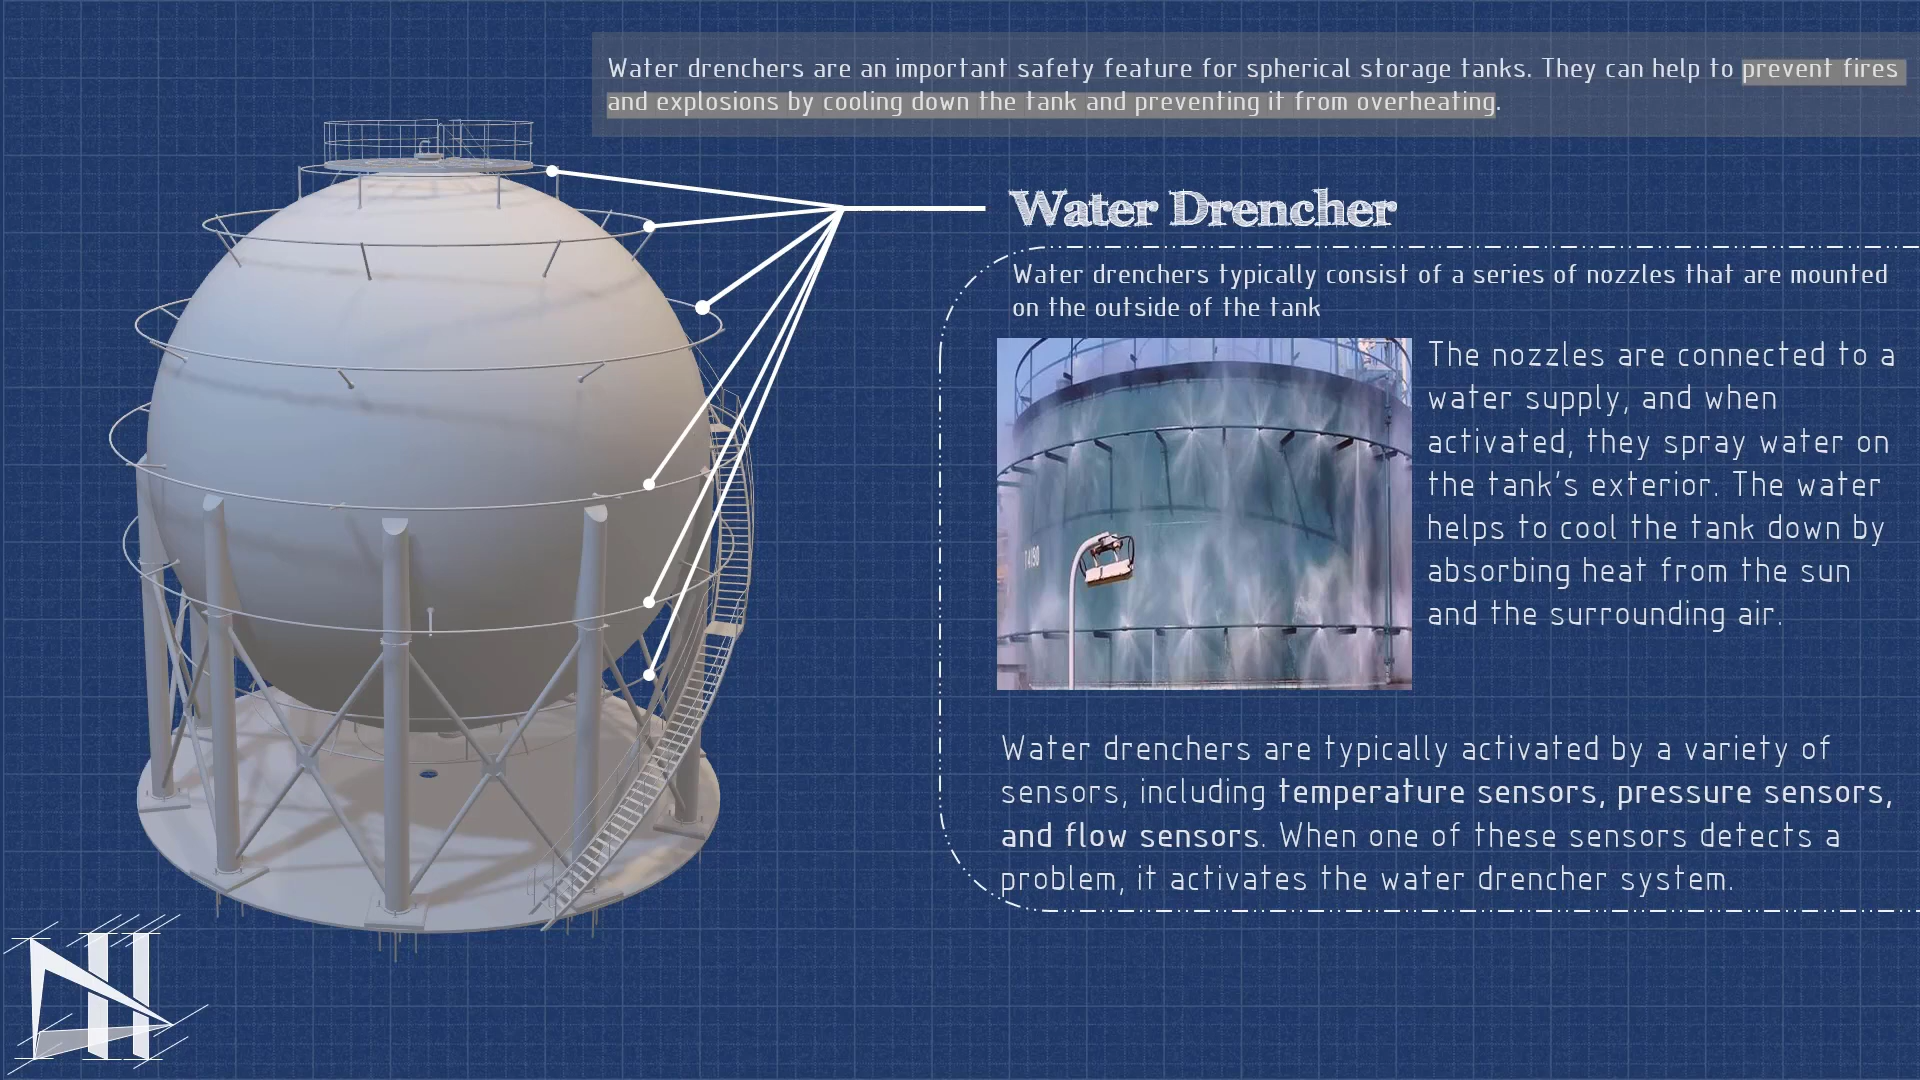 Water drenchers are an important safety feature for spherical storage tanks. They can help to prevent fires
and explosions by cooling down the tank and preventing it from overheating.
Water Drencher
Water drenchers typically consist of a series of nozzles that are mounted
on the outside of the tank
The nozzles are connected to a
water supply, and when
activated, they spray water on
the tank's exterior. The water
helps to cool the tank down by
absorbing heat from the sun
and the surrounding air.
T4190
Water drenchers are typically activated by a variety of
sensors, including temperature sensors, pressure sensors,
and flow sensors. When one of these sensors detects a
problem, it activates the water drencher system.